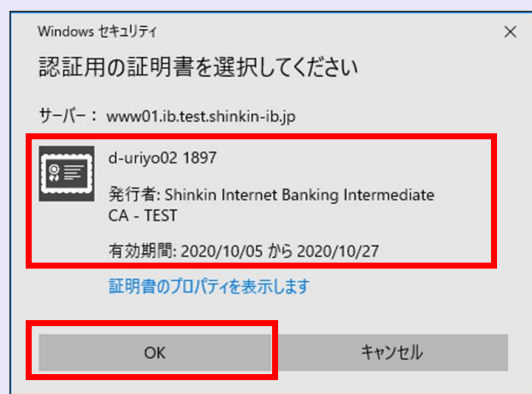 Windows セキュリティ
認証用の証明書を選択してください
サーバー： www01.ib.test.shinkin-ib.jp
d-uriyo02 1897
発行者: Shinkin Internet Banking Intermediate
CA - TEST
有効期間: 2020/10/05 から 2020/10/27
証明書のプロパティを表示します
OK
キャンセル